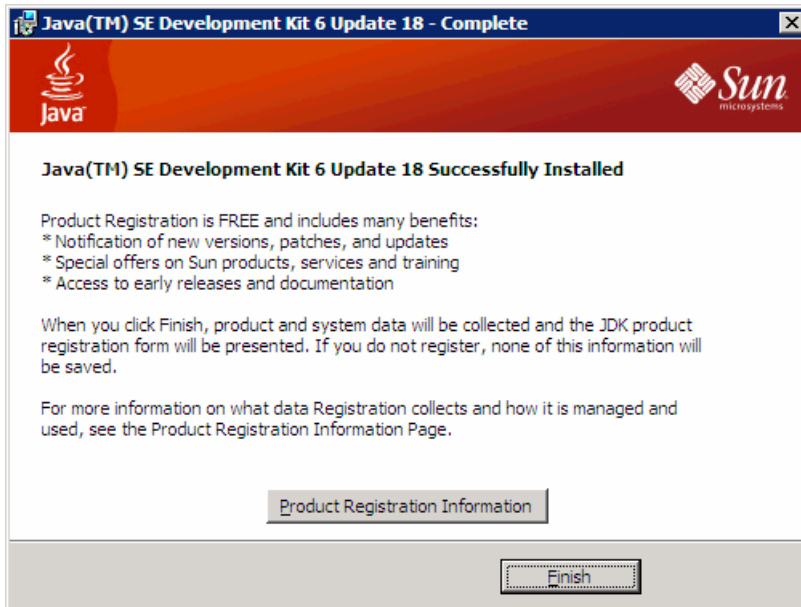 Java(TM) SE Development Kit 6 Update 18 - Complete
Java
Sun
microsystems
Java(TM) SE Development Kit 6 Update 18 Successfully Installed
Product Registration is FREE and includes many benefits:
* Notification of new versions, patches, and updates
* Special offers on Sun products, services and training
* Access to early releases and documentation
When you click Finish, product and system data will be collected and the JDK product
registration form will be presented. If you do not register, none of this information will
be saved.
For more information on what data Registration collects and how it is managed and
used, see the Product Registration Information Page.
Product Registration Information
Finish